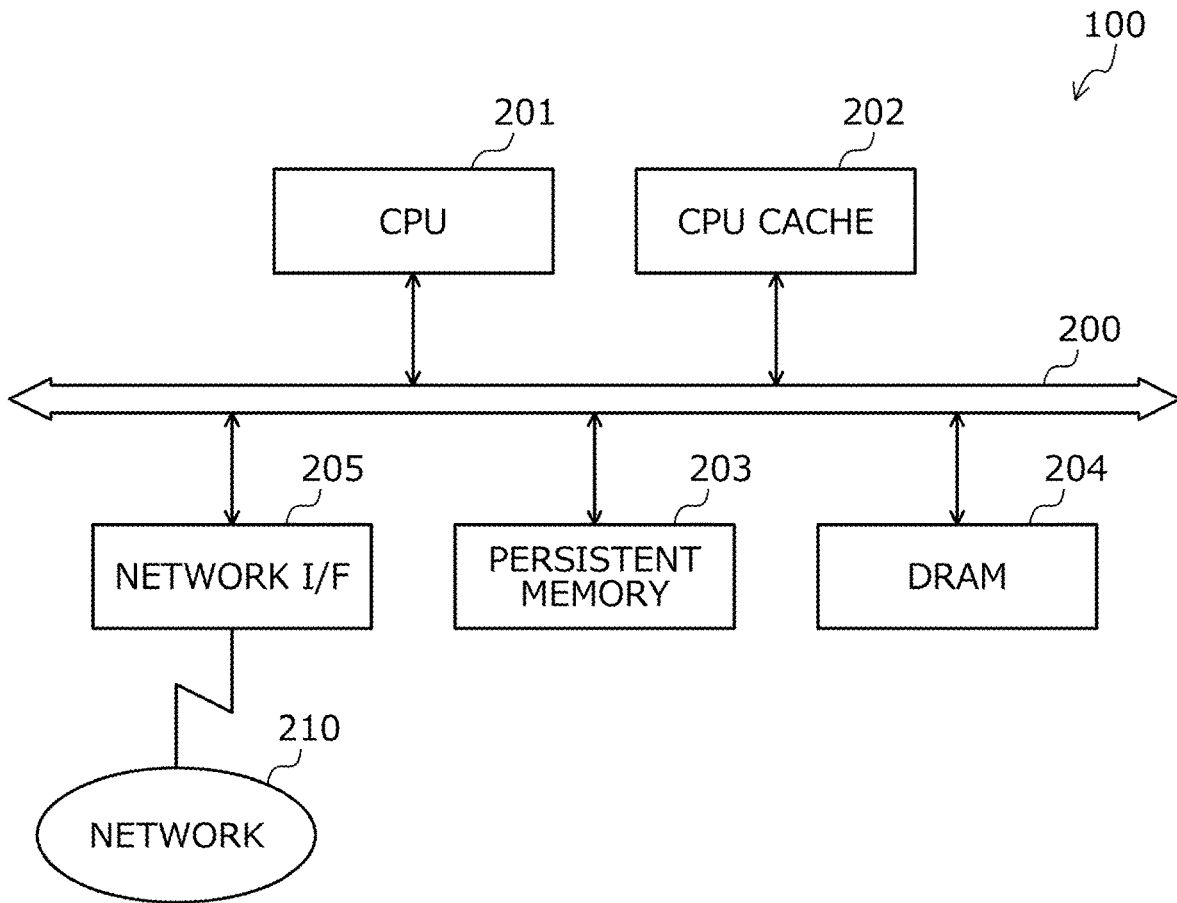 100
201
202
CPU
CPU CACHE
200
205
203
204
NETWORK I/F
PERSISTENT
MEMORY
DRAM
210
NETWORK